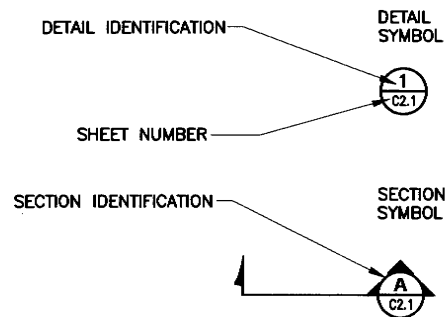 DETAIL IDENTIFICATION
DETAIL
SYMBOL
1
C2.1
SHEET NUMBER
SECTION IDENTIFICATION
SECTION
SYMBOL
A
C2.1